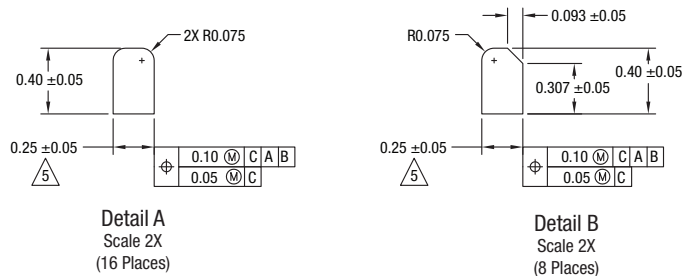 2X R0.075
0.40 ±0.05
0.25 ±0.05
5
0.10 Ⓜ C A B
0.05 Ⓜ C
Detail A
Scale 2X
(16 Places)
0.093 ±0.05
R0.075
0.40 ±0.05
0.307 ±0.05
0.25 ±0.05
5
0.10 Ⓜ C A B
0.05 Ⓜ C
Detail B
Scale 2X
(8 Places)